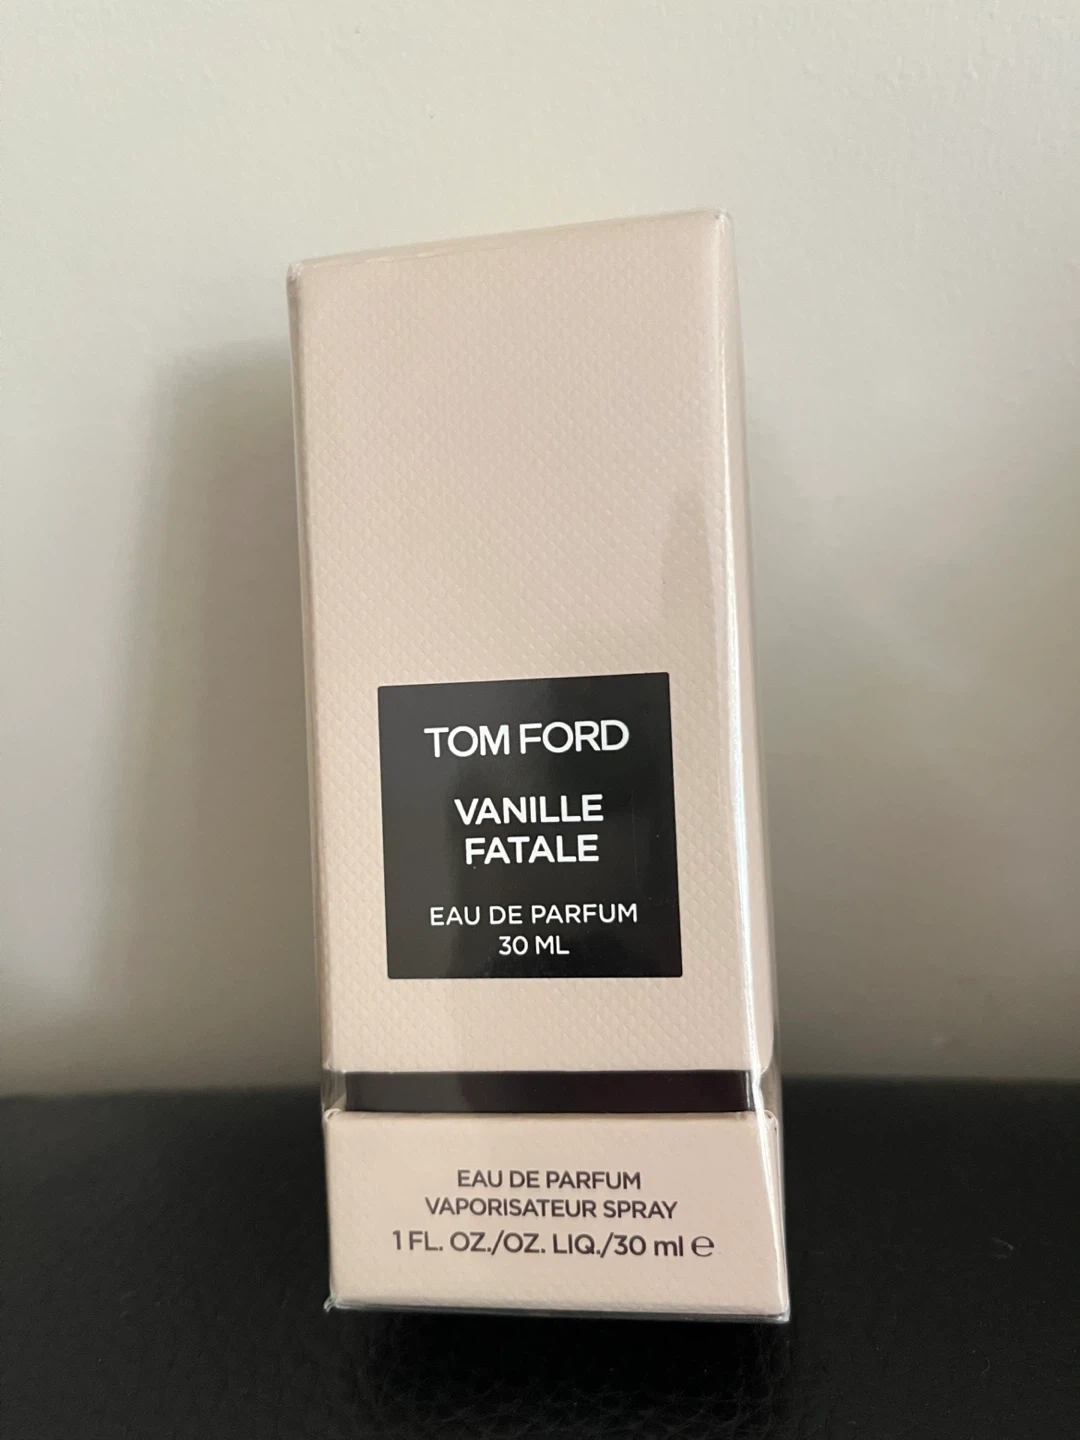 TOM FORD
VANILLE
FATALE
EAU DE PARFUM
30 ML
EAU DE PARFUM
VAPORISATEUR SPRAY
1 FL. OZ./OZ. LIQ./30 ml ℮